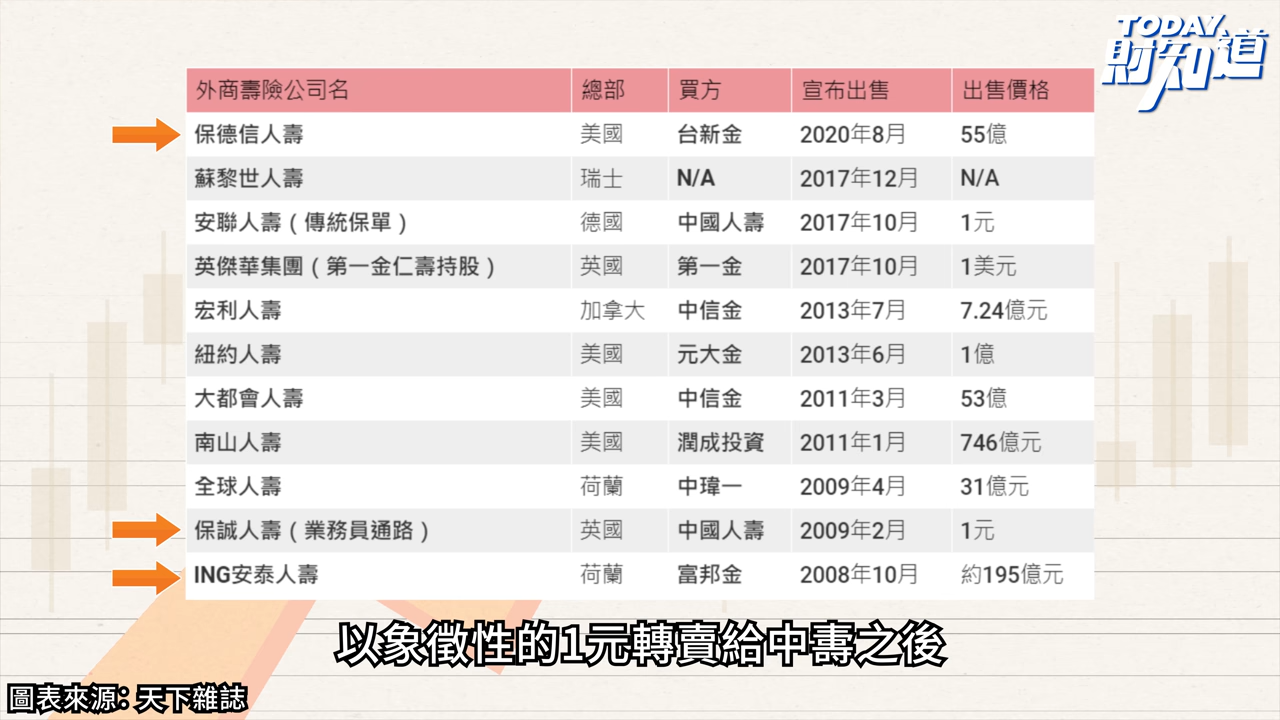 TODAY
財知道
外商壽險公司名 總部 買方 宣布出售 出售價格
保德信人壽 美國 台新金 2020年8月 55億
蘇黎世人壽 瑞士 N/A 2017年12月 N/A
安聯人壽（傳統保單） 德國 中國人壽 2017年10月 1元
英傑華集團（第一金仁壽持股） 英國 第一金 2017年10月 1美元
宏利人壽 加拿大 中信金 2013年7月 7.24億元
紐約人壽 美國 元大金 2013年6月 1億
大都會人壽 美國 中信金 2011年3月 53億
南山人壽 美國 潤成投資 2011年1月 746億元
全球人壽 荷蘭 中瑋一 2009年4月 31億元
保誠人壽（業務員通路） 英國 中國人壽 2009年2月 1元
ING安泰人壽 荷蘭 富邦金 2008年10月 約195億元
以象徵性的1元轉賣給中壽之後
圖表來源：天下雜誌